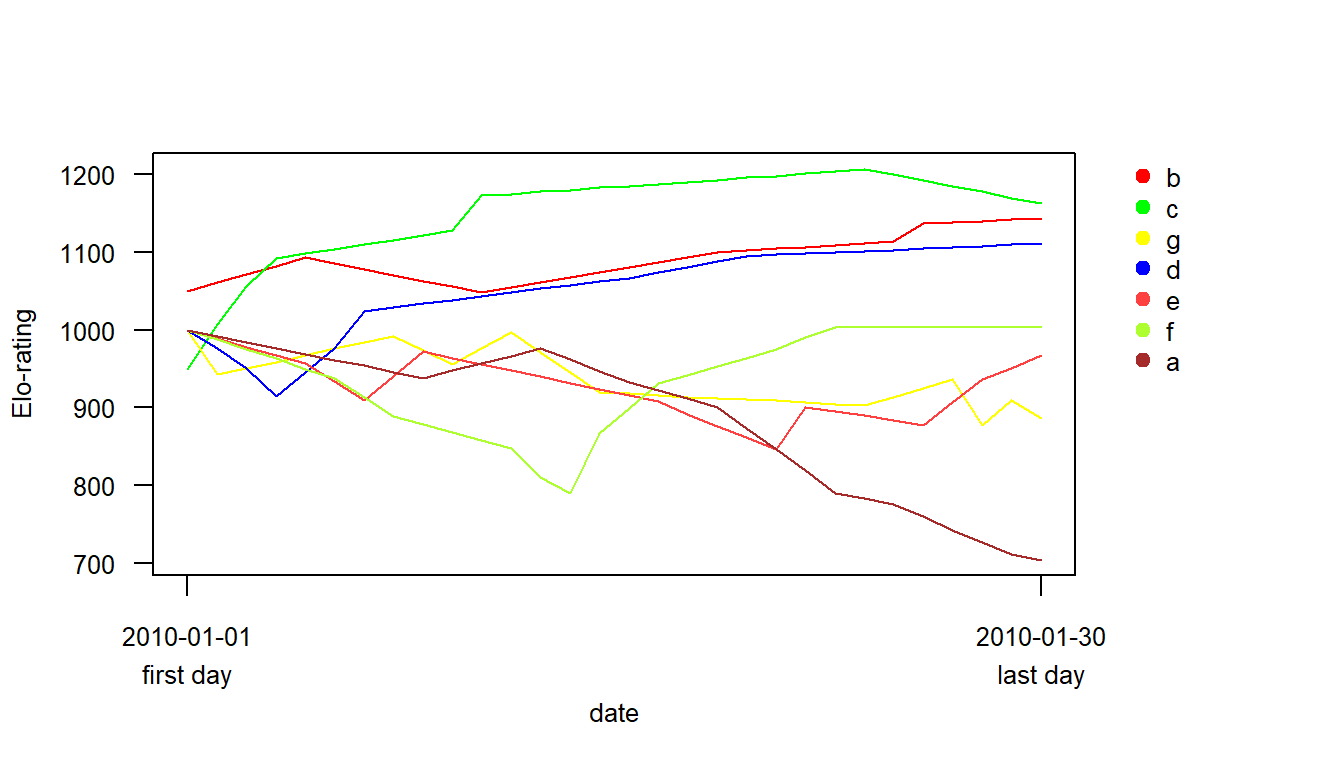 1200
1100
1000
900
800
700
Elo-rating
2010-01-01
first day
2010-01-30
last day
date
b
c
g
d
e
f
a